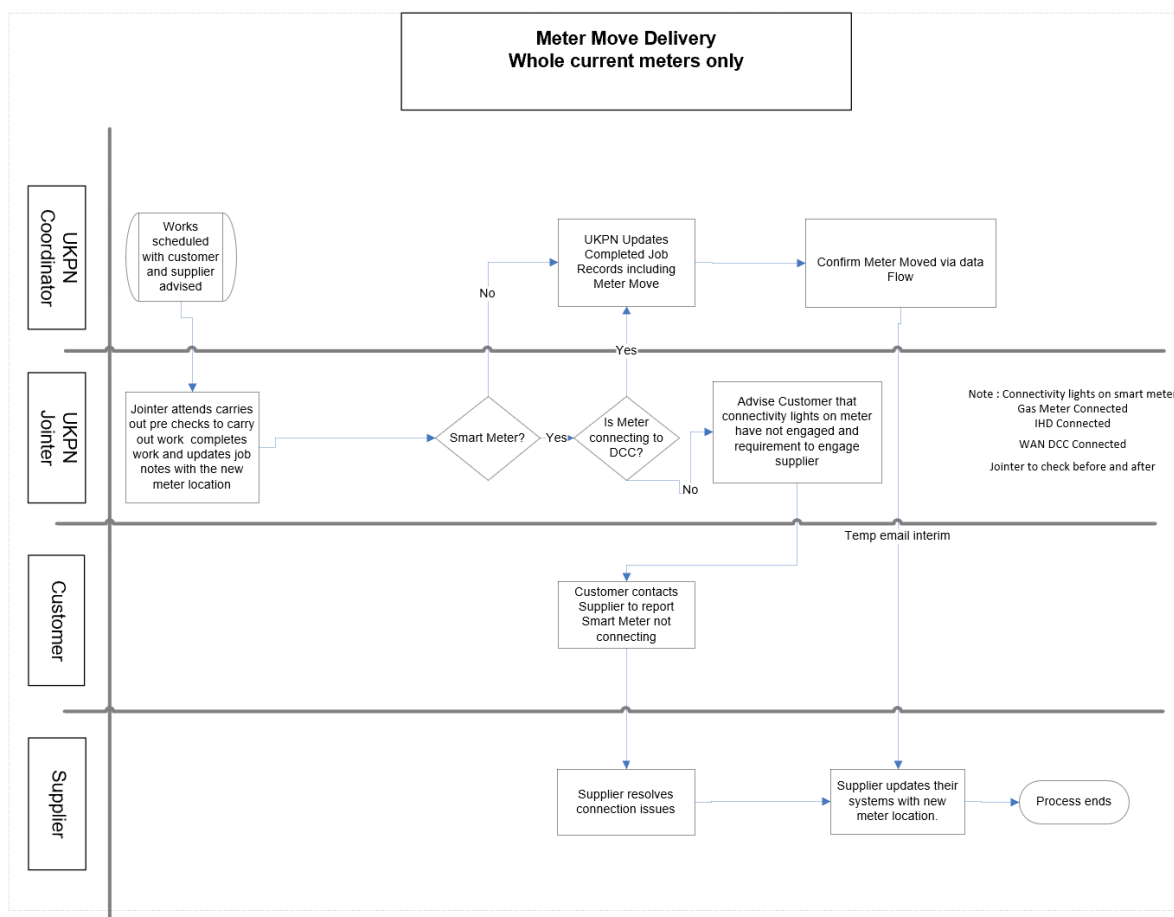 Meter Move Delivery
Whole current meters only
UKPN
Coordinator
Works
scheduled
with customer
and supplier
advised
UKPN Updates
Completed Job
Records including
Meter Move
Confirm Meter Moved via data
Flow
No
Yes
UKPN
Jointer
Jointer attends carries
out pre checks to carry
out work completes
work and updates job
notes with the new
meter location
Smart Meter?
Yes
Is Meter
connecting to
DCC?
No
Advise Customer that
connectivity lights on meter
have not engaged and
requirement to engage
supplier
Note : Connectivity lights on smart meter
Gas Meter Connected
IHD Connected
WAN DCC Connected
Jointer to check before and after
Temp email interim
Customer
Customer contacts
Supplier to report
Smart Meter not
connecting
Supplier
Supplier resolves
connection issues
Supplier updates their
systems with new
meter location.
Process ends